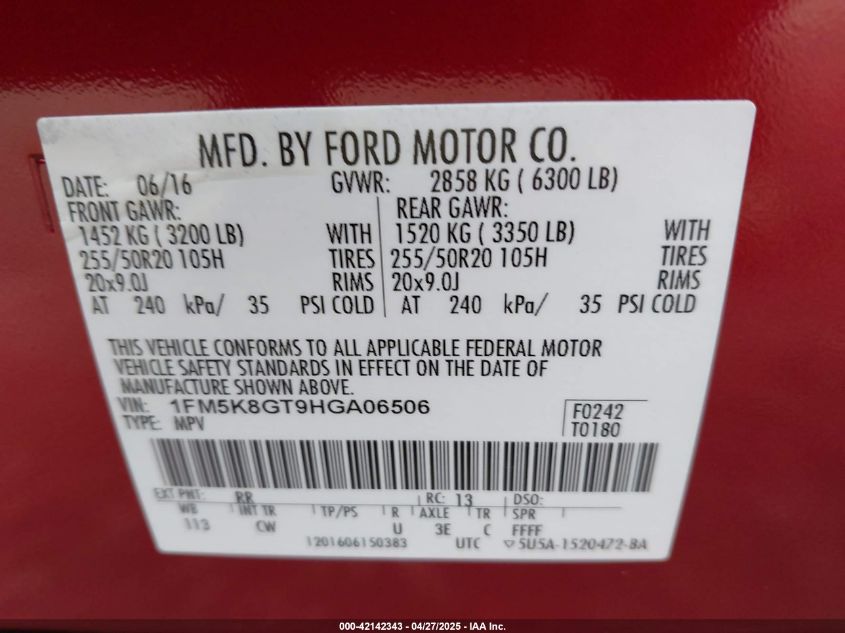 MFD. BY FORD MOTOR CO.
DATE: 06/16 GVWR: 2858 KG ( 6300 LB)
FRONT GAWR: REAR GAWR:
1452 KG ( 3200 LB) WITH 1520 KG ( 3350 LB) WITH
255/50R20 105H TIRES 255/50R20 105H TIRES
20x9.0J RIMS 20x9.0J RIMS
AT 240 kPa/ 35 PSI COLD AT 240 kPa/ 35 PSI COLD
THIS VEHICLE CONFORMS TO ALL APPLICABLE FEDERAL MOTOR
VEHICLE SAFETY STANDARDS IN EFFECT ON THE DATE OF
MANUFACTURE SHOWN ABOVE.
VIN: 1FM5K8GT9HGA06506 F0242
TYPE: MPV T0180
EXT PNT: RR RC: 13 DSO:
WB INT TR TP/PS R AXLE TR SPR
113 CW U 3E C FFFF
1201606150383 UTC ▽5U5A-1520472-BA
000-42142343 - 04/27/2025 - IAA Inc.